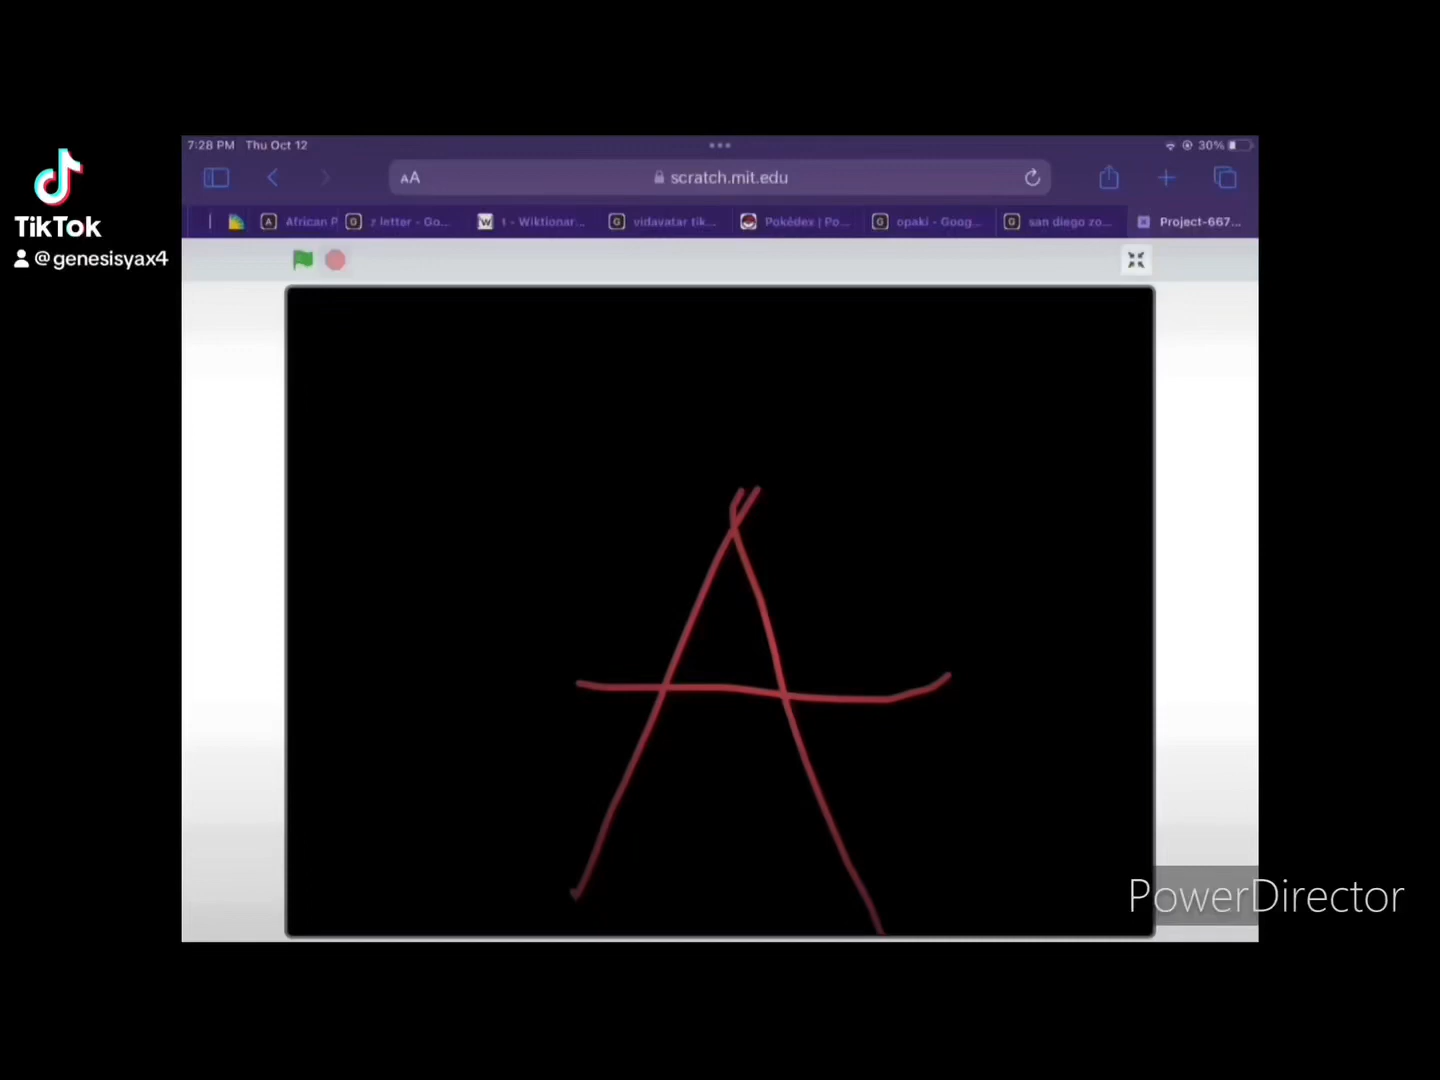 7:28 PM Thu Oct 12
30%
AA
scratch.mit.edu
TikTok
@genesisyax4
African P
z letter - Go...
- Wiktionar...
vidavatar tik...
Pokédex | Po...
opaki - Goog...
san diego zo...
Project-667...
A
PowerDirector